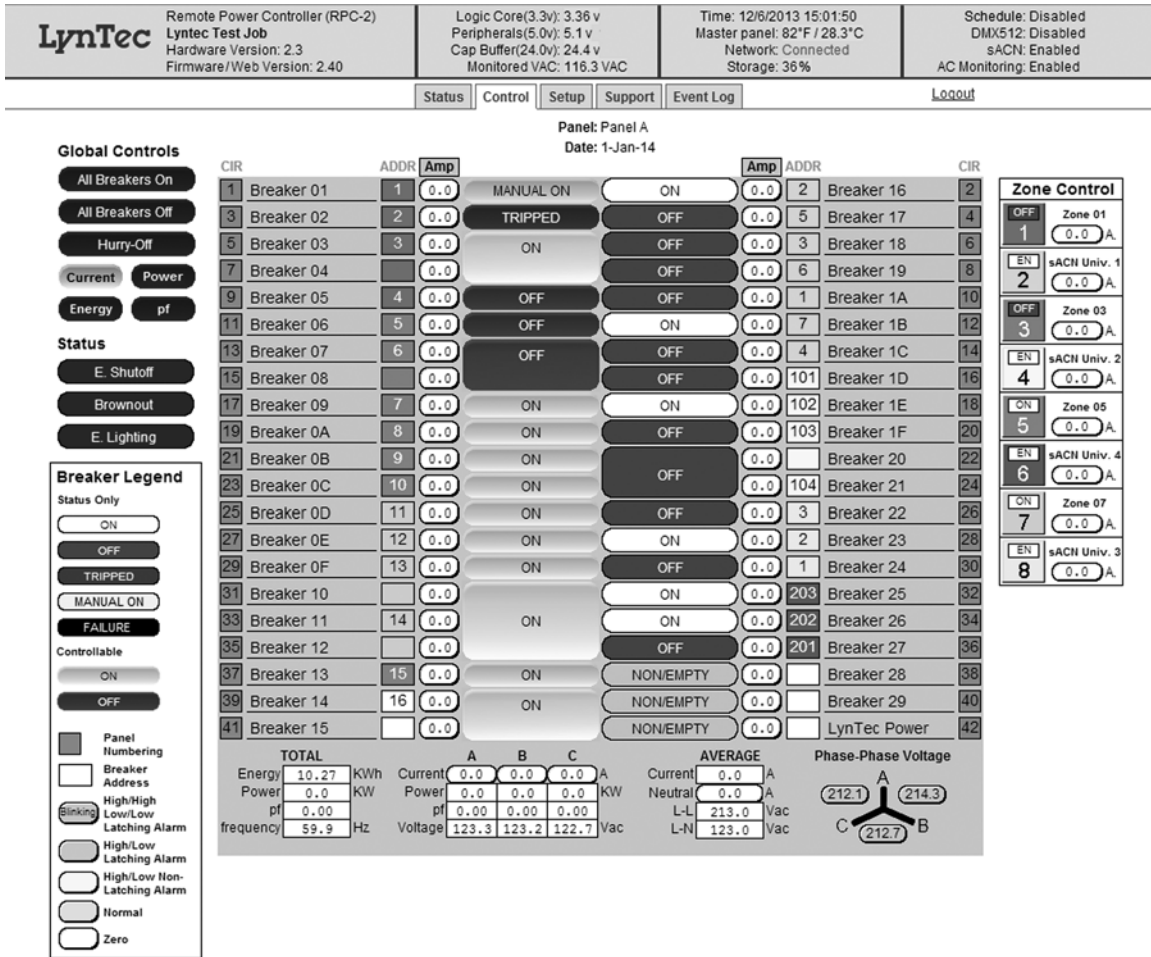 LynTec
Remote Power Controller (RPC-2)
Lyntec Test Job
Hardware Version: 2.3
Firmware/Web Version: 2.40
Logic Core(3.3v): 3.36 v
Peripherals(5.0v): 5.1 v
Cap Buffer(24.0v): 24.4 v
Monitored VAC: 116.3 VAC
Time: 12/6/2013 15:01:50
Master panel: 82°F / 28.3°C
Network: Connected
Storage: 36%
Schedule: Disabled
DMX512: Disabled
sACN: Enabled
AC Monitoring: Enabled
Status Control Setup Support Event Log Logout
Panel: Panel A
Date: 1-Jan-14
Global Controls
All Breakers On
All Breakers Off
Hurry-Off
Current Power
Energy pf
Status
E. Shutoff
Brownout
E. Lighting
Breaker Legend
Status Only
ON
OFF
TRIPPED
MANUAL ON
FAILURE
Controllable
ON
OFF
Panel
Numbering
Breaker
Address
Blinking
High/High
Low/Low
Latching Alarm
High/Low
Latching Alarm
High/Low Non-
Latching Alarm
Normal
Zero
CIR ADDR Amp Amp ADDR CIR
1 Breaker 01 1 0.0 MANUAL ON ON 0.0 2 Breaker 16 2
3 Breaker 02 2 0.0 TRIPPED OFF 0.0 5 Breaker 17 4
5 Breaker 03 3 0.0 ON OFF 0.0 3 Breaker 18 6
7 Breaker 04 0.0 OFF 0.0 6 Breaker 19 8
9 Breaker 05 4 0.0 OFF OFF 0.0 1 Breaker 1A 10
11 Breaker 06 5 0.0 OFF ON 0.0 7 Breaker 1B 12
13 Breaker 07 6 0.0 OFF OFF 0.0 4 Breaker 1C 14
15 Breaker 08 0.0 OFF 0.0 101 Breaker 1D 16
17 Breaker 09 7 0.0 ON ON 0.0 102 Breaker 1E 18
19 Breaker 0A 8 0.0 ON OFF 0.0 103 Breaker 1F 20
21 Breaker 0B 9 0.0 ON OFF 0.0 Breaker 20 22
23 Breaker 0C 10 0.0 ON 0.0 104 Breaker 21 24
25 Breaker 0D 11 0.0 ON OFF 0.0 3 Breaker 22 26
27 Breaker 0E 12 0.0 ON ON 0.0 2 Breaker 23 28
29 Breaker 0F 13 0.0 ON OFF 0.0 1 Breaker 24 30
31 Breaker 10 0.0 ON 0.0 203 Breaker 25 32
33 Breaker 11 14 0.0 ON ON 0.0 202 Breaker 26 34
35 Breaker 12 0.0 OFF 0.0 201 Breaker 27 36
37 Breaker 13 15 0.0 ON NON/EMPTY 0.0 Breaker 28 38
39 Breaker 14 16 0.0 ON NON/EMPTY 0.0 Breaker 29 40
41 Breaker 15 0.0 NON/EMPTY 0.0 LynTec Power 42
TOTAL
Energy 10.27 KWh
Power 0.0 KW
pf 0.00
frequency 59.9 Hz
A B C
Current 0.0 0.0 0.0 A
Power 0.0 0.0 0.0 KW
pf 0.00 0.00 0.00
Voltage 123.3 123.2 122.7 Vac
AVERAGE
Current 0.0 A
Neutral 0.0 A
L-L 213.0 Vac
L-N 123.0 Vac
Phase-Phase Voltage
A
212.1 214.3
C B
212.7
Zone Control
OFF Zone 01
1 0.0 A.
EN sACN Univ. 1
2 0.0 A.
OFF Zone 03
3 0.0 A.
EN sACN Univ. 2
4 0.0 A.
ON Zone 05
5 0.0 A.
EN sACN Univ. 4
6 0.0 A.
ON Zone 07
7 0.0 A.
EN sACN Univ. 3
8 0.0 A.